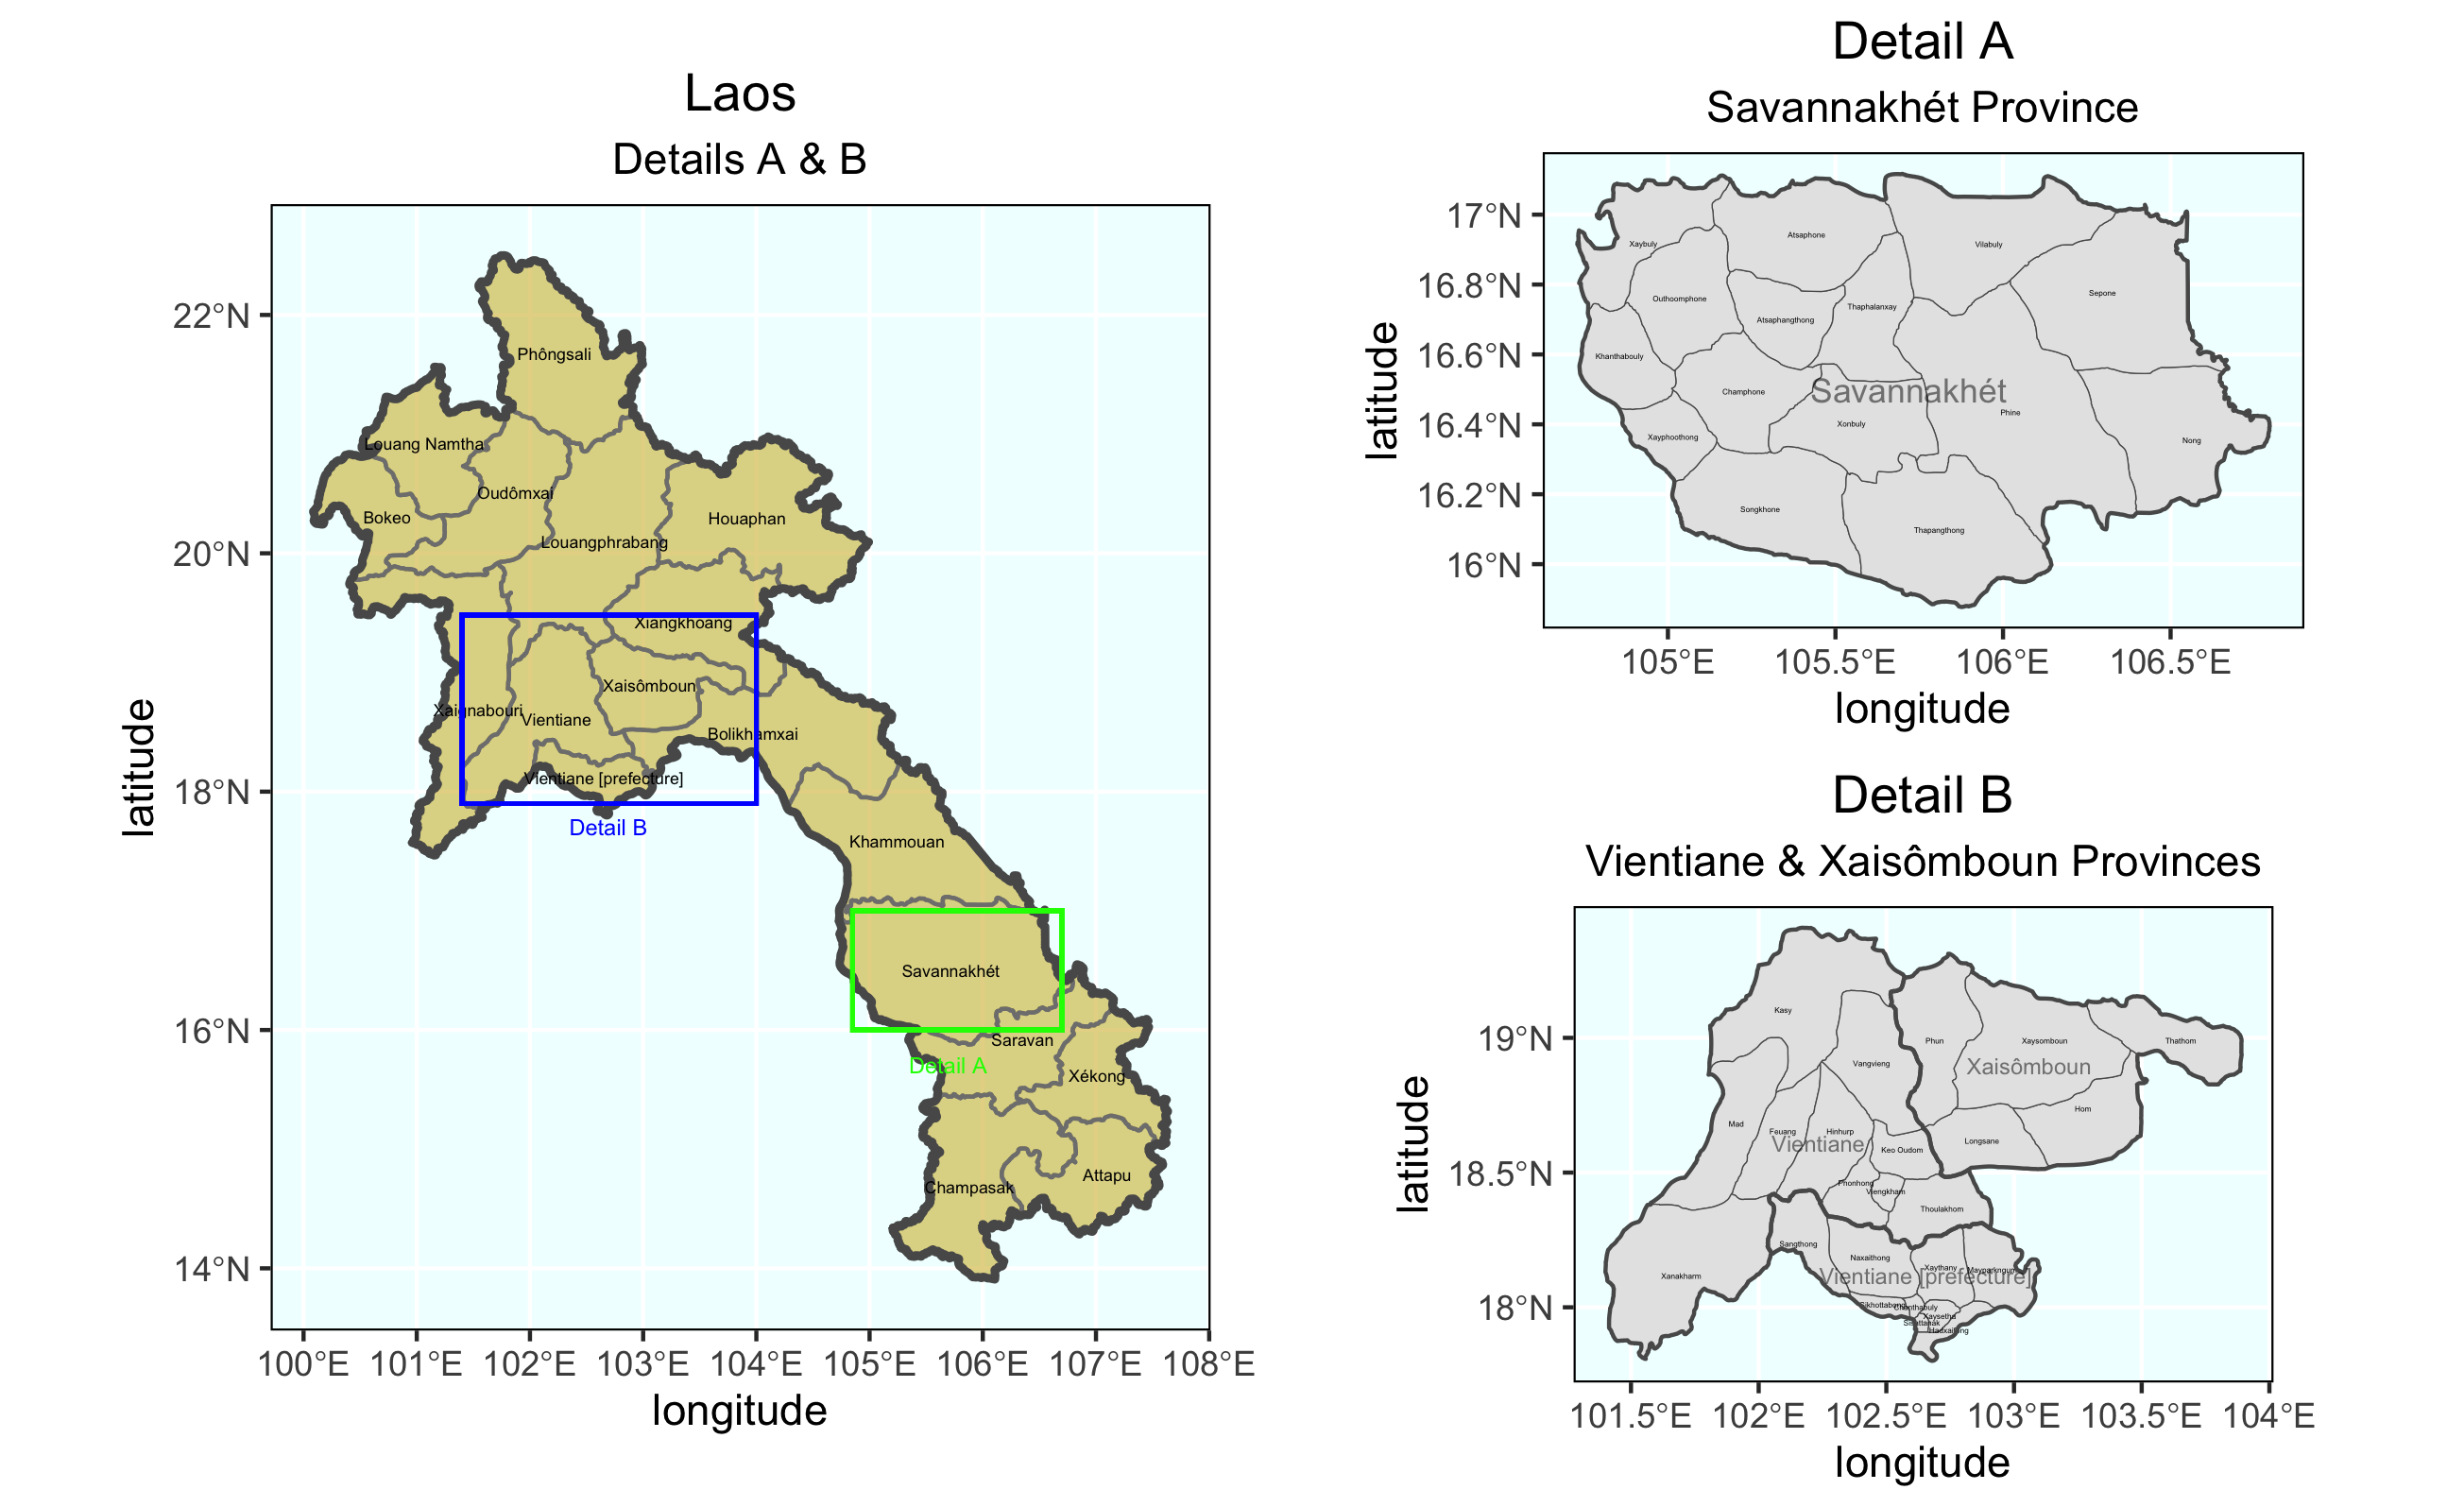 Laos
Details A & B
latitude
22°N
20°N
18°N
16°N
14°N
Phôngsali
Louang Namtha
Oudômxai
Bokeo
Houaphan
Louangphrabang
Xiangkhoang
Xaisômboun
Xaignabouri
Vientiane
Bolikhamxai
Vientiane [prefecture]
Detail B
Khammouan
Savannakhét
Saravan
Detail A
Xékong
Attapu
Champasak
100°E 101°E 102°E 103°E 104°E 105°E 106°E 107°E 108°E
longitude
Detail A
Savannakhét Province
latitude
17°N
16.8°N
16.6°N
16.4°N
16.2°N
16°N
Xaybuly
Atsaphone
Vilabuly
Outhoomphone
Sepone
Thaphalanxay
Atsaphangthong
Khanthabouly
Champhone
Savannakhét
Phine
Xonbuly
Xayphoothong
Nong
Songkhone
Thapangthong
105°E 105.5°E 106°E 106.5°E
longitude
Detail B
Vientiane & Xaisômboun Provinces
latitude
19°N
18.5°N
18°N
Kasy
Phun
Xaysomboun
Thathom
Vangvieng
Xaisômboun
Hom
Mad
Feuang
Hinhurp
Vientiane
Longsane
Keo Oudom
Phonhong
Viengkham
Thoulakhom
Sangthong
Naxaithong
Xaythany
Vientiane [prefecture]
Xanakharm
Sikhottabong
Chanthabuly
Xaysetha
Hadxaifong
101.5°E 102°E 102.5°E 103°E 103.5°E 104°E
longitude